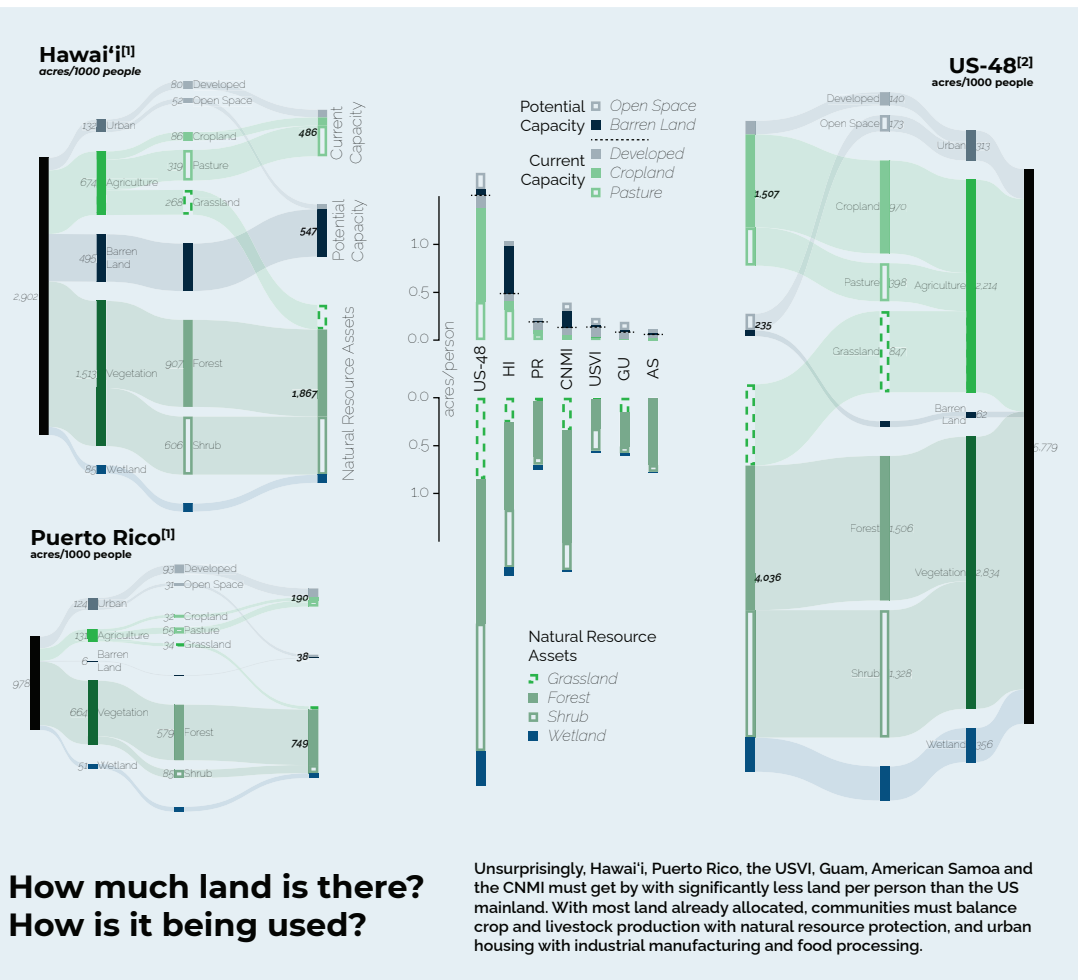 Hawai‘i[1]
acres/1000 people
2,902
132 Urban
674 Agriculture
495 Barren
Land
1,513 Vegetation
85 Wetland
80 Developed
52 Open Space
86 Cropland
319 Pasture
268 Grassland
907 Forest
606 Shrub
486
Current
Capacity
547
Potential
Capacity
1,867
Natural Resource Assets
Puerto Rico[1]
acres/1000 people
978
124 Urban
131 Agriculture
6 Barren
Land
664 Vegetation
51 Wetland
93 Developed
31 Open Space
32 Cropland
65 Pasture
34 Grassland
579 Forest
85 Shrub
190
38
749
Potential
Capacity
Open Space
Barren Land
Current
Capacity
Developed
Cropland
Pasture
1.0
0.5
0.0
acres/person
US-48
HI
PR
CNMI
USVI
GU
AS
0.0
0.5
1.0
Natural Resource
Assets
Grassland
Forest
Shrub
Wetland
US-48[2]
acres/1000 people
1,507
235
4,036
Developed 140
Open Space 173
Cropland 970
Pasture 398
Grassland 847
Forest 1,506
Shrub 1,328
Urban 313
Agriculture 2,214
Barren
Land 62
Vegetation 2,834
Wetland 356
5,779
How much land is there?
How is it being used?
Unsurprisingly, Hawai‘i, Puerto Rico, the USVI, Guam, American Samoa and
the CNMI must get by with significantly less land per person than the US
mainland. With most land already allocated, communities must balance
crop and livestock production with natural resource protection, and urban
housing with industrial manufacturing and food processing.